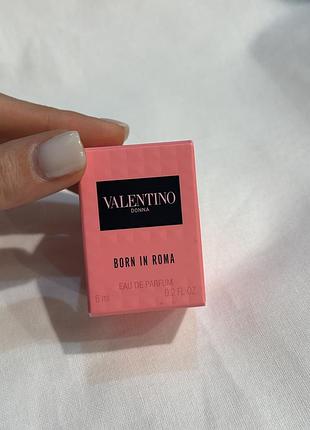 VALENTINO
DONNA
BORN IN ROMA
EAU DE PARFUM
6 ml 0.2 FL.OZ.